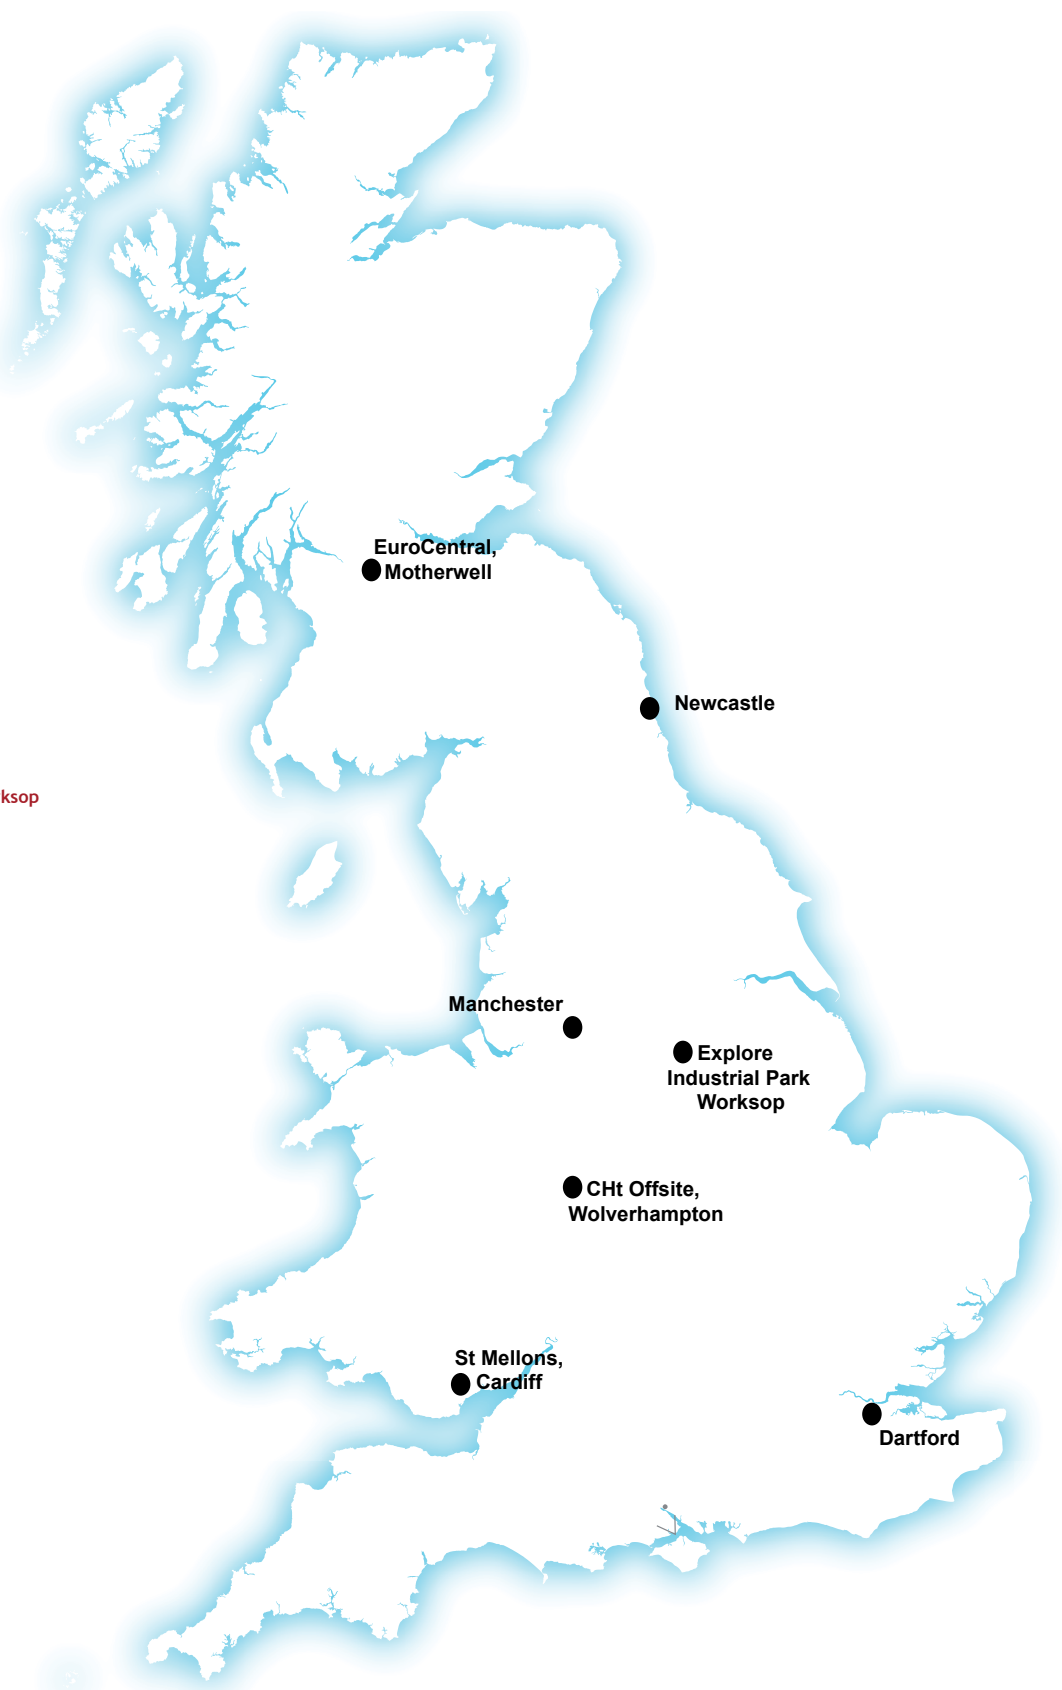 EuroCentral,
Motherwell
Newcastle
ksop
Manchester
Explore
Industrial Park
Worksop
CHt Offsite,
Wolverhampton
St Mellons,
Cardiff
Dartford